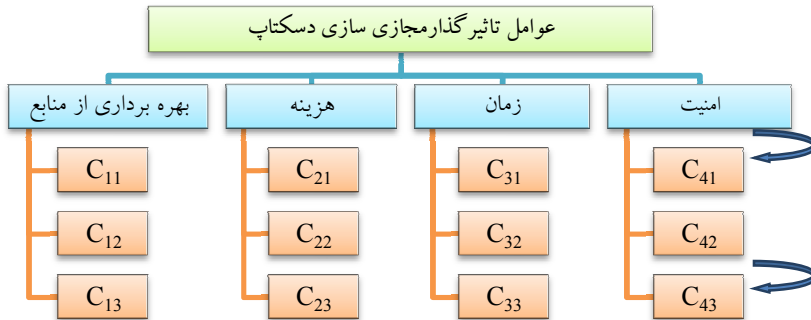 عوامل تاثیرگذارمجازی سازی دسکتاپ
امنیت
زمان
هزینه
بهره برداری از منابع
C41
C31
C21
C11
C42
C32
C22
C12
C43
C33
C23
C13